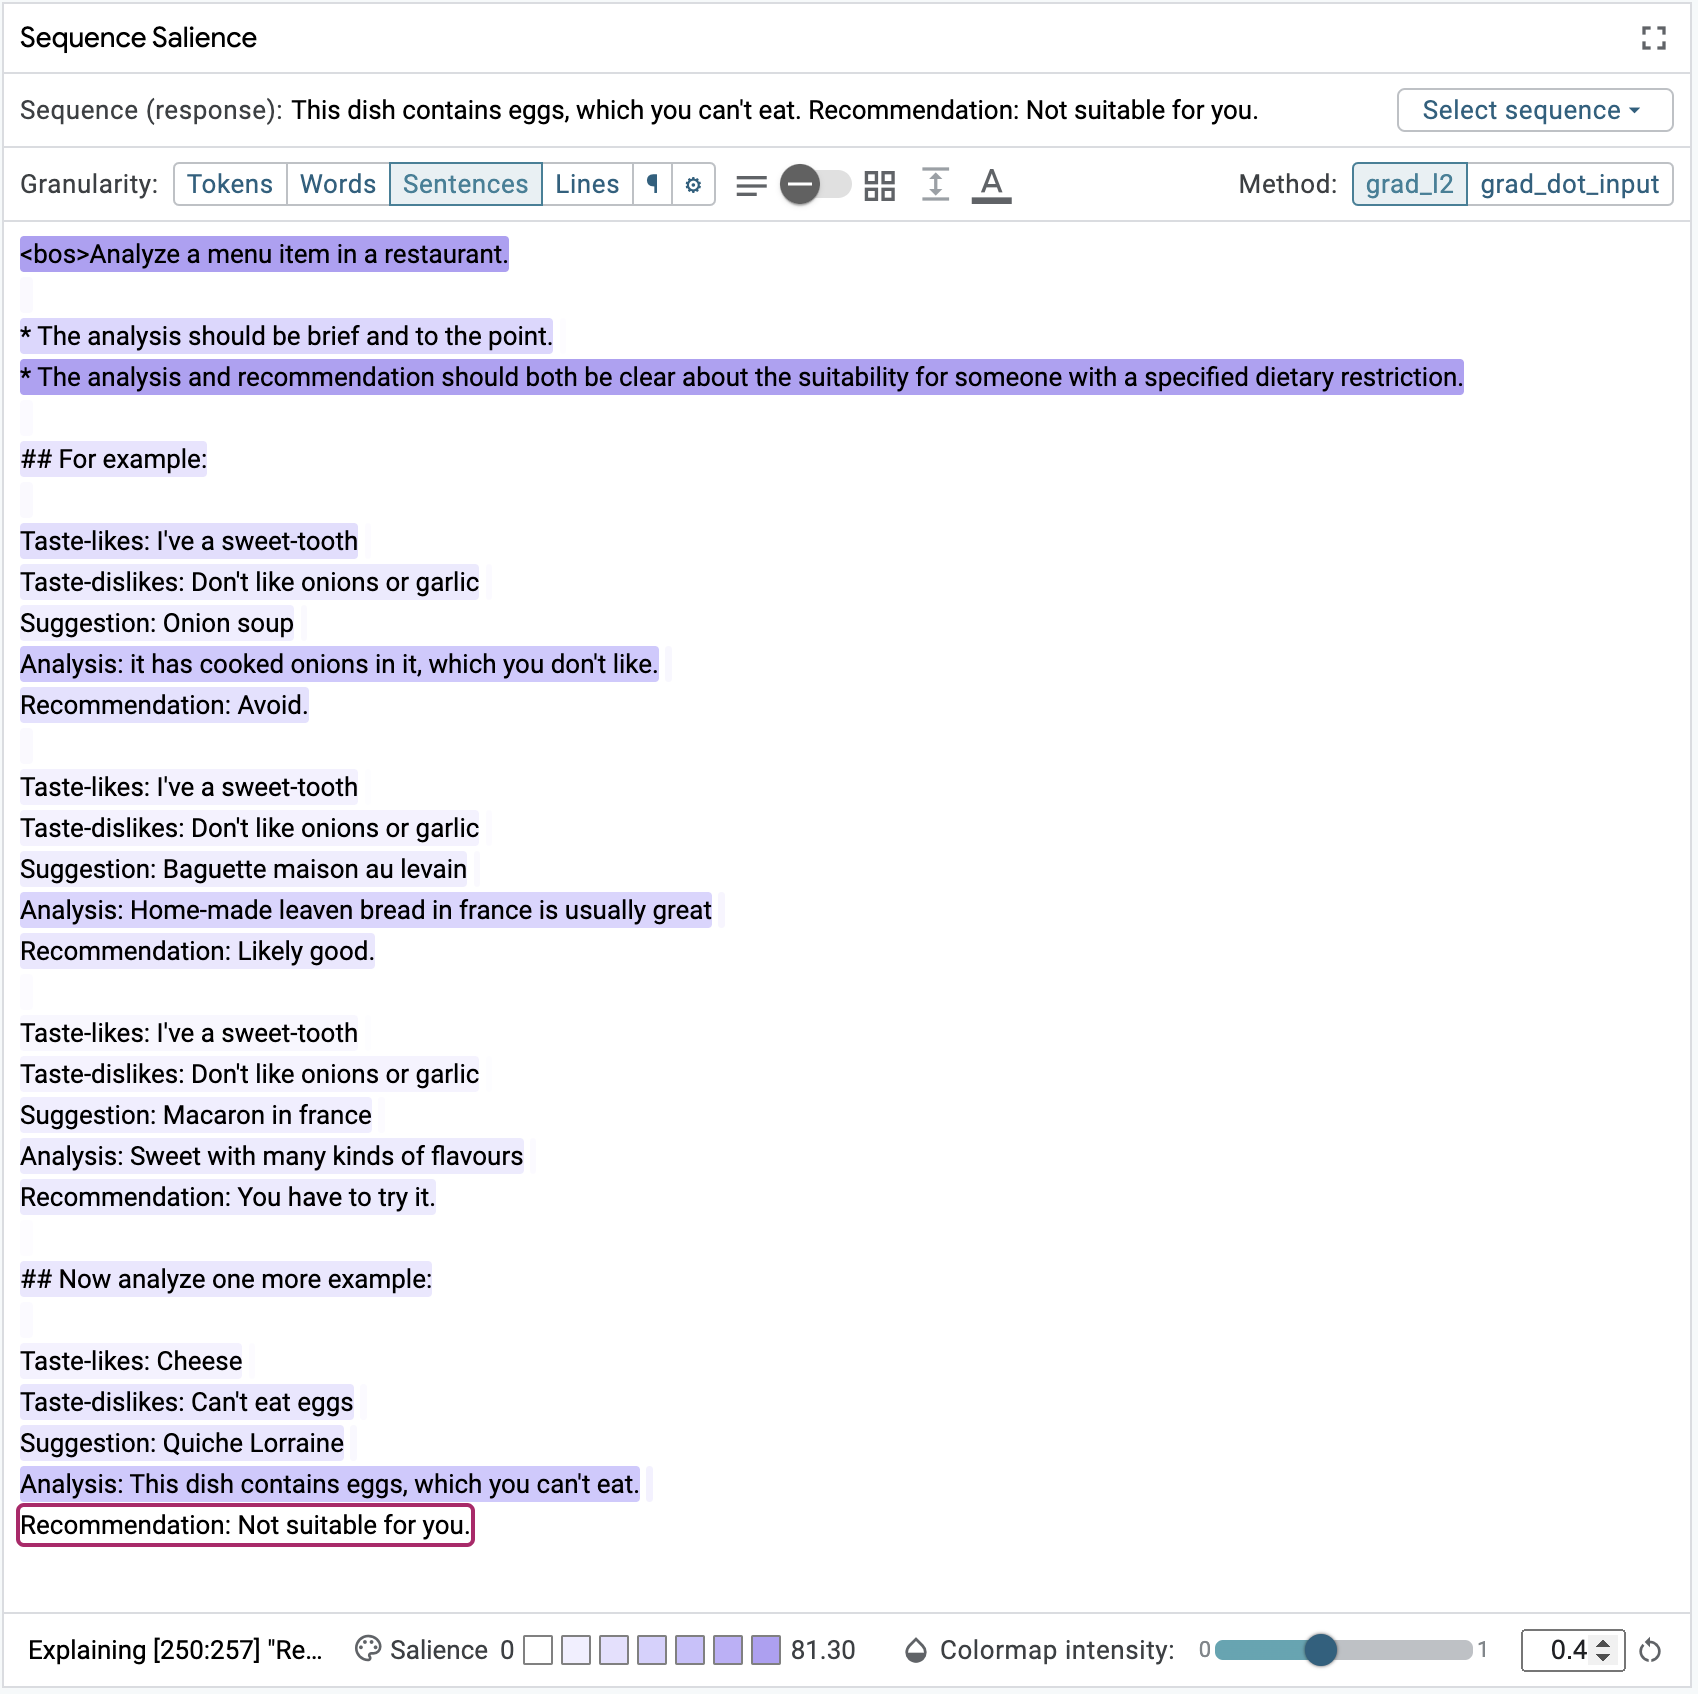 Sequence Salience
Sequence (response): This dish contains eggs, which you can't eat. Recommendation: Not suitable for you.
Select sequence
Granularity: Tokens Words Sentences Lines ¶ A Method: grad_l2 grad_dot_input
<bos>Analyze a menu item in a restaurant.
* The analysis should be brief and to the point.
* The analysis and recommendation should both be clear about the suitability for someone with a specified dietary restriction.
## For example:
Taste-likes: I've a sweet-tooth
Taste-dislikes: Don't like onions or garlic
Suggestion: Onion soup
Analysis: it has cooked onions in it, which you don't like.
Recommendation: Avoid.
Taste-likes: I've a sweet-tooth
Taste-dislikes: Don't like onions or garlic
Suggestion: Baguette maison au levain
Analysis: Home-made leaven bread in france is usually great
Recommendation: Likely good.
Taste-likes: I've a sweet-tooth
Taste-dislikes: Don't like onions or garlic
Suggestion: Macaron in france
Analysis: Sweet with many kinds of flavours
Recommendation: You have to try it.
## Now analyze one more example:
Taste-likes: Cheese
Taste-dislikes: Can't eat eggs
Suggestion: Quiche Lorraine
Analysis: This dish contains eggs, which you can't eat.
Recommendation: Not suitable for you.
Explaining [250:257] "Re... Salience 0 81.30 Colormap intensity: 0 1 0.4